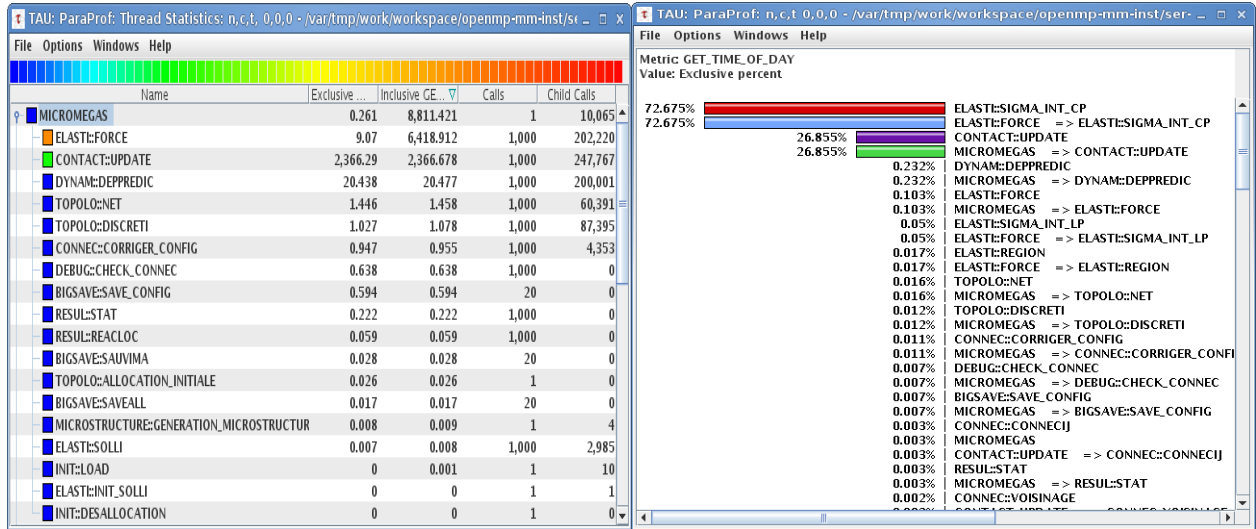 TAU: ParaProf: Thread Statistics: n,c,t, 0,0,0 - /var/tmp/work/workspace/openmp-mm-inst/se
File Options Windows Help
Name Exclusive ... Inclusive GE... Calls Child Calls
MICROMEGAS 0.261 8,811.421 1 10,065
ELASTI::FORCE 9.07 6,418.912 1,000 202,220
CONTACT::UPDATE 2,366.29 2,366.678 1,000 247,767
DYNAM::DEPPREDIC 20.438 20.477 1,000 200,001
TOPOLO::NET 1.446 1.458 1,000 60,391
TOPOLO::DISCRETI 1.027 1.078 1,000 87,395
CONNEC::CORRIGER_CONFIG 0.947 0.955 1,000 4,353
DEBUG::CHECK_CONNEC 0.638 0.638 1,000 0
BIGSAVE::SAVE_CONFIG 0.594 0.594 20 0
RESUL::STAT 0.222 0.222 1,000 0
RESUL::REACLOC 0.059 0.059 1,000 0
BIGSAVE::SAUVIMA 0.028 0.028 20 0
TOPOLO::ALLOCATION_INITIALE 0.026 0.026 1 0
BIGSAVE::SAVEALL 0.017 0.017 20 0
MICROSTRUCTURE::GENERATION_MICROSTRUCTUR 0.008 0.009 1 4
ELASTI::SOLLI 0.007 0.008 1,000 2,985
INIT::LOAD 0 0.001 1 10
ELASTI::INIT_SOLLI 0 0 1 1
INIT::DESALLOCATION 0 0 1 0
TAU: ParaProf: n,c,t 0,0,0 - /var/tmp/work/workspace/openmp-mm-inst/ser-
File Options Windows Help
Metric: GET_TIME_OF_DAY
Value: Exclusive percent
72.675% ELASTI::SIGMA_INT_CP
72.675% ELASTI::FORCE => ELASTI::SIGMA_INT_CP
26.855% CONTACT::UPDATE
26.855% MICROMEGAS => CONTACT::UPDATE
0.232% DYNAM::DEPPREDIC
0.232% MICROMEGAS => DYNAM::DEPPREDIC
0.103% ELASTI::FORCE
0.103% MICROMEGAS => ELASTI::FORCE
0.05% ELASTI::SIGMA_INT_LP
0.05% ELASTI::FORCE => ELASTI::SIGMA_INT_LP
0.017% ELASTI::REGION
0.017% ELASTI::FORCE => ELASTI::REGION
0.016% TOPOLO::NET
0.016% MICROMEGAS => TOPOLO::NET
0.012% TOPOLO::DISCRETI
0.012% MICROMEGAS => TOPOLO::DISCRETI
0.011% CONNEC::CORRIGER_CONFIG
0.011% MICROMEGAS => CONNEC::CORRIGER_CONFI
0.007% DEBUG::CHECK_CONNEC
0.007% MICROMEGAS => DEBUG::CHECK_CONNEC
0.007% BIGSAVE::SAVE_CONFIG
0.007% MICROMEGAS => BIGSAVE::SAVE_CONFIG
0.003% CONNEC::CONNECIJ
0.003% MICROMEGAS
0.003% CONTACT::UPDATE => CONNEC::CONNECIJ
0.003% RESUL::STAT
0.003% MICROMEGAS => RESUL::STAT
0.002% CONNEC::VOISINAGE